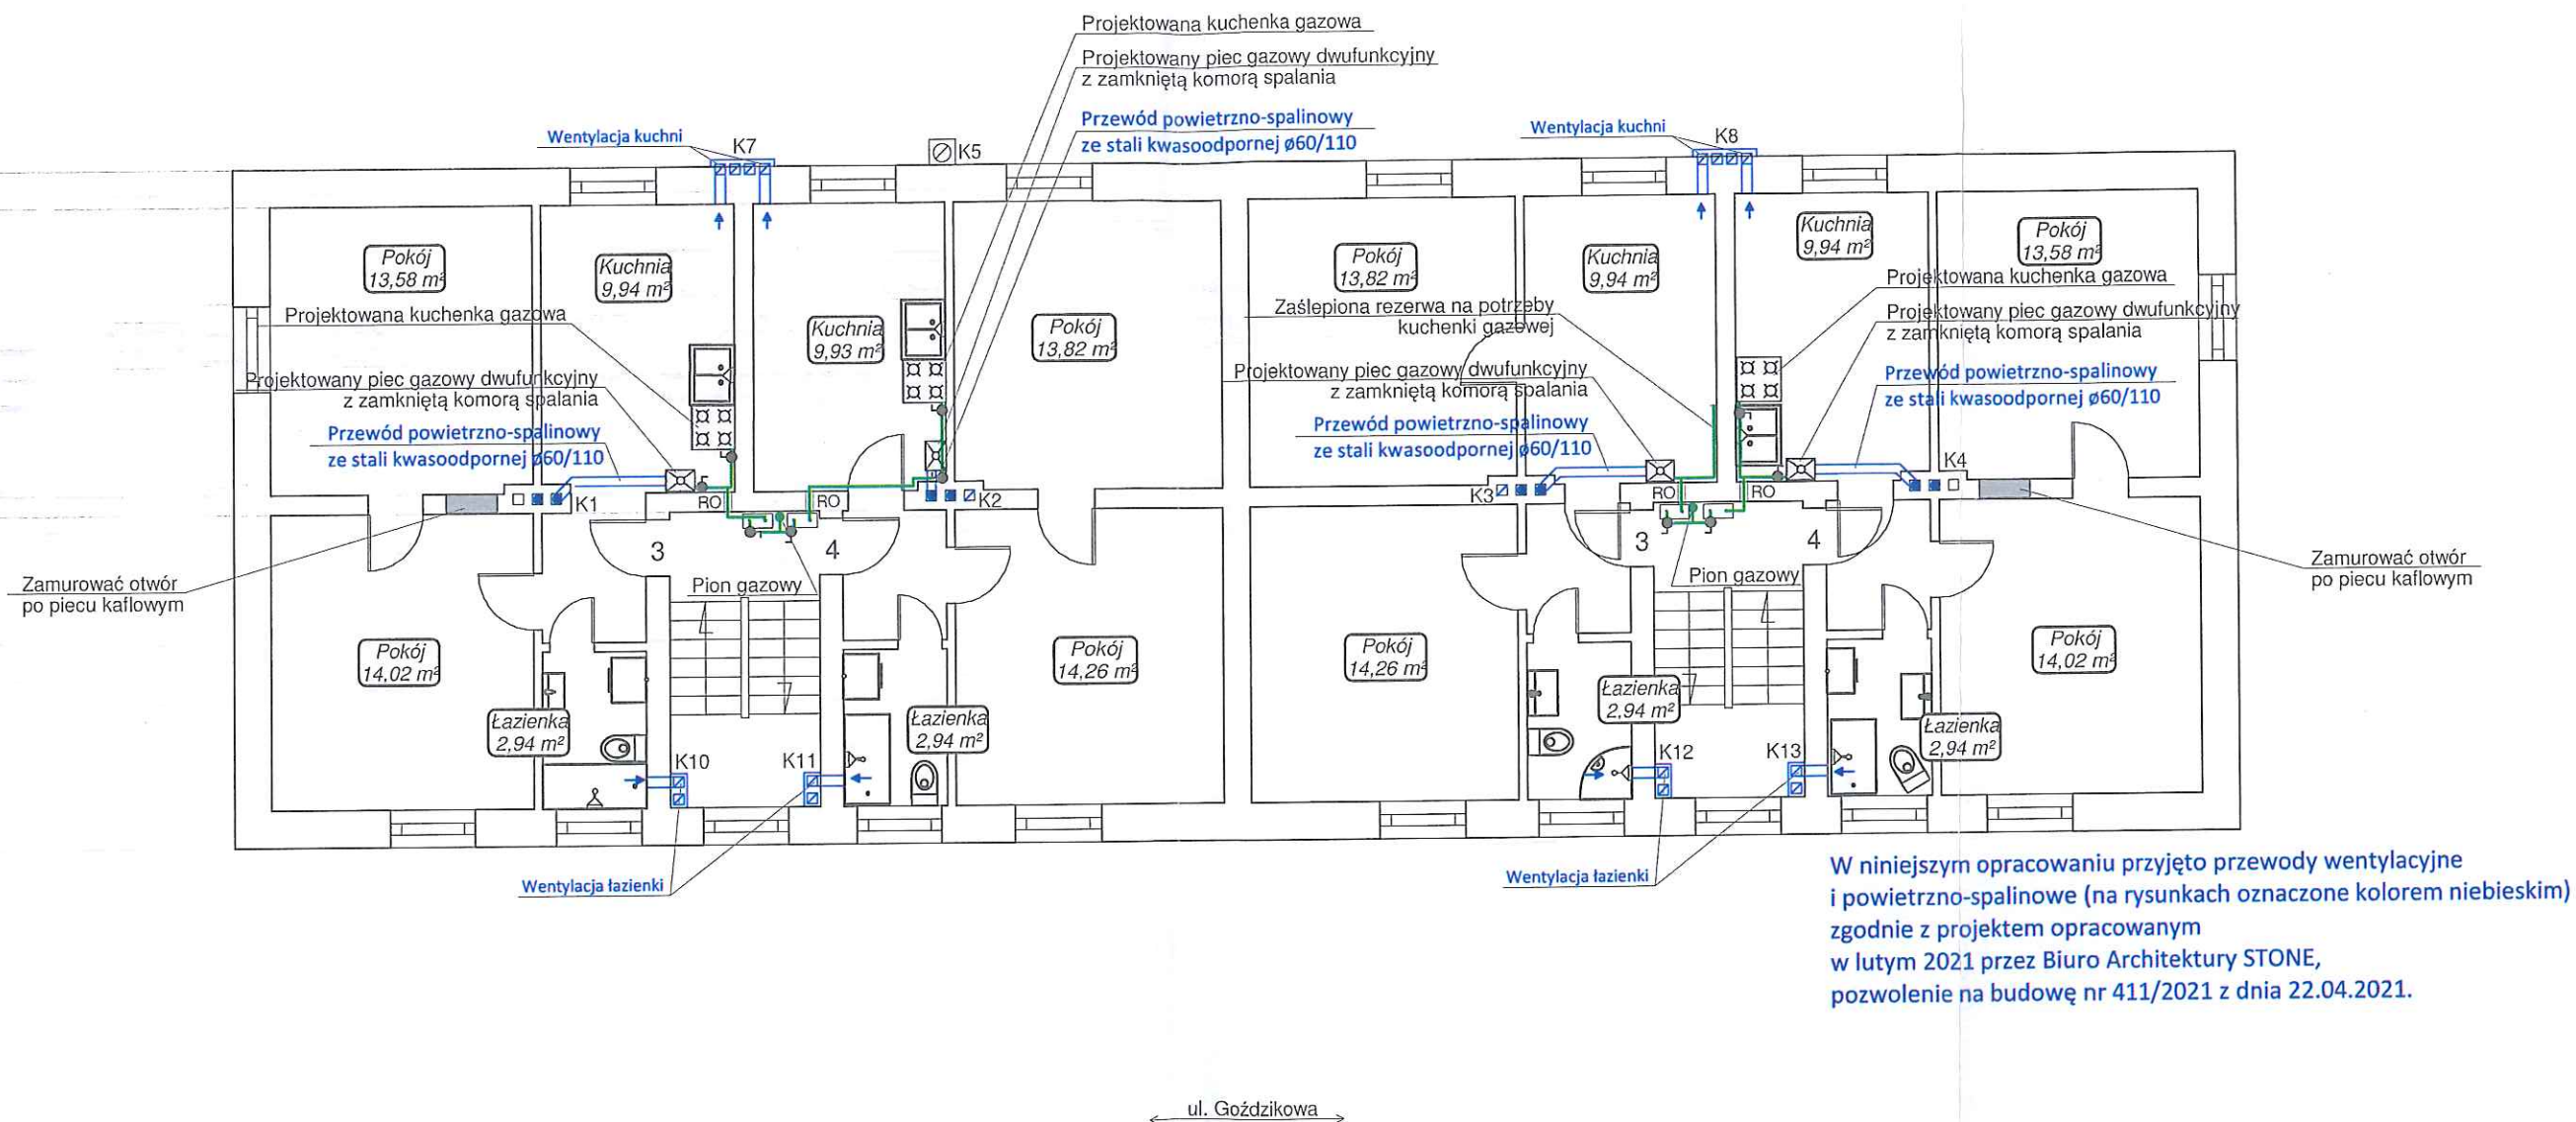 Projektowana kuchenka gazowa
Projektowany piec gazowy dwufunkcyjny
z zamkniętą komorą spalania
Przewód powietrzno-spalinowy
ze stali kwasoodpornej ø60/110
Wentylacja kuchni
K7
K5
Wentylacja kuchni
K8
Pokój
13,58 m²
Kuchnia
9,94 m²
Kuchnia
9,93 m²
Pokój
13,82 m²
Pokój
13,82 m²
Kuchnia
9,94 m²
Kuchnia
9,94 m²
Pokój
13,58 m²
Projektowana kuchenka gazowa
Projektowany piec gazowy dwufunkcyjny
z zamkniętą komorą spalania
Przewód powietrzno-spalinowy
ze stali kwasoodpornej ø60/110
Zaślepiona rezerwa na potrzeby
kuchenki gazowej
Projektowany piec gazowy dwufunkcyjny
z zamkniętą komorą spalania
Przewód powietrzno-spalinowy
ze stali kwasoodpornej ø60/110
Projektowana kuchenka gazowa
Projektowany piec gazowy dwufunkcyjny
z zamkniętą komorą spalania
Przewód powietrzno-spalinowy
ze stali kwasoodpornej ø60/110
K1
RO
RO
K2
K3
RO
RO
K4
3
4
3
4
Pion gazowy
Pion gazowy
Zamurować otwór
po piecu kaflowym
Zamurować otwór
po piecu kaflowym
Pokój
14,02 m²
Łazienka
2,94 m²
Łazienka
2,94 m²
Pokój
14,26 m²
Pokój
14,26 m²
Łazienka
2,94 m²
Łazienka
2,94 m²
Pokój
14,02 m²
K10
K11
K12
K13
Wentylacja łazienki
Wentylacja łazienki
W niniejszym opracowaniu przyjęto przewody wentylacyjne
i powietrzno-spalinowe (na rysunkach oznaczone kolorem niebieskim)
zgodnie z projektem opracowanym
w lutym 2021 przez Biuro Architektury STONE,
pozwolenie na budowę nr 411/2021 z dnia 22.04.2021.
ul. Goździkowa